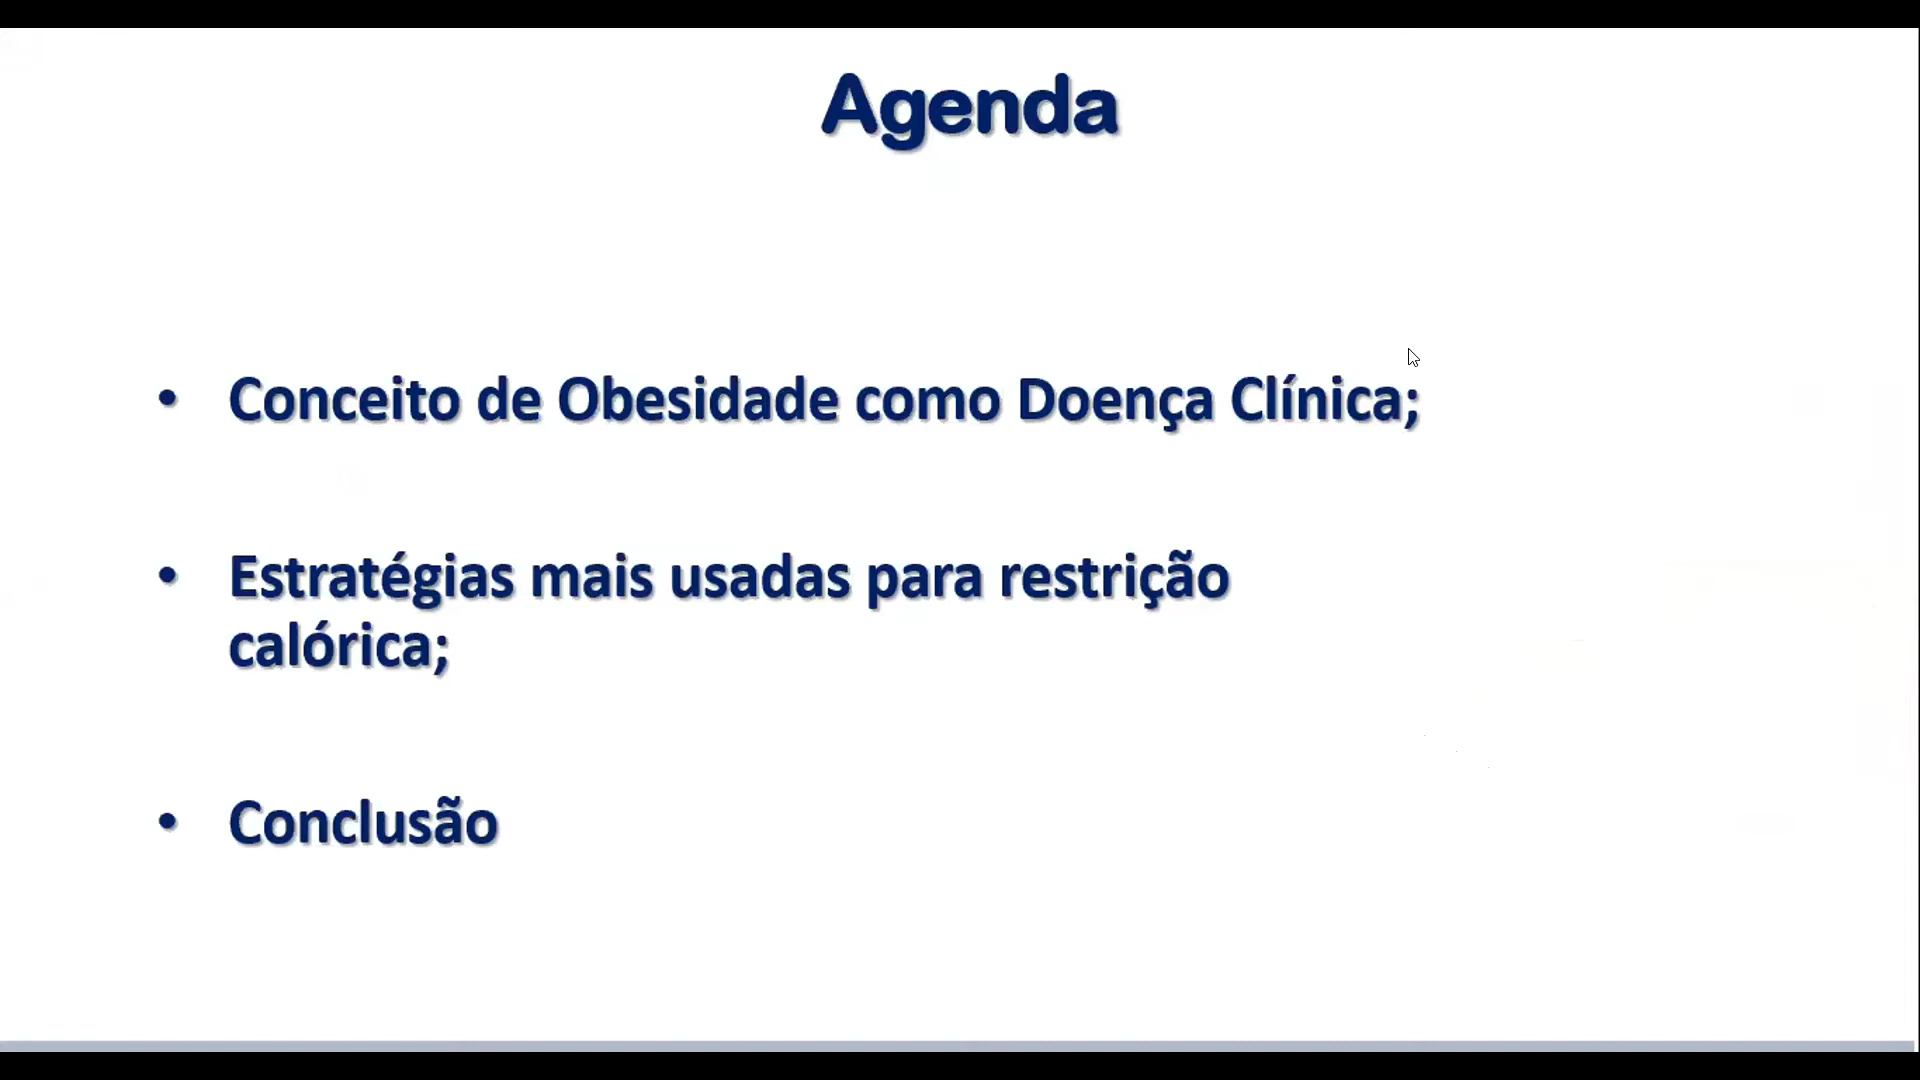 Agenda
• Conceito de Obesidade como Doença Clínica;
• Estratégias mais usadas para restrição
calórica;
• Conclusão